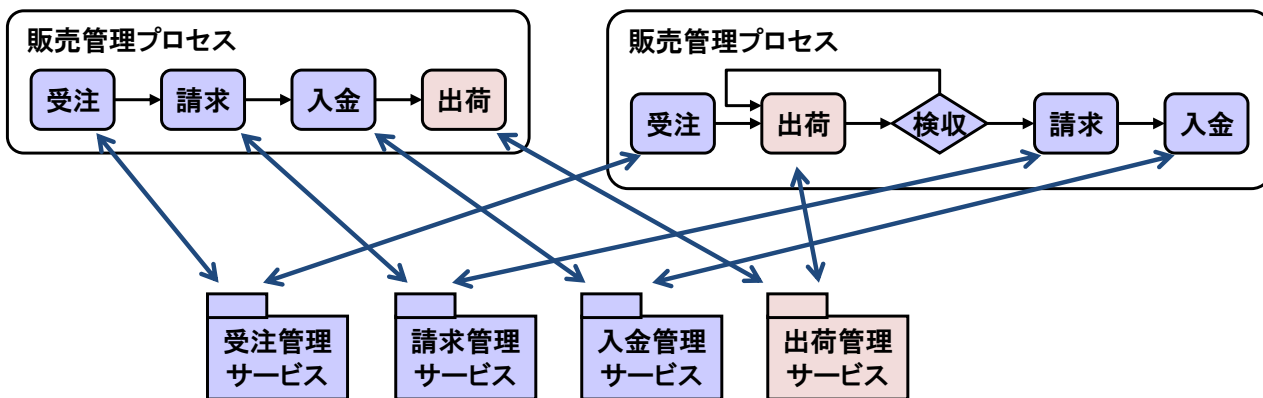 販売管理プロセス
受注
請求
入金
出荷
販売管理プロセス
受注
出荷
検収
請求
入金
受注管理
サービス
請求管理
サービス
入金管理
サービス
出荷管理
サービス